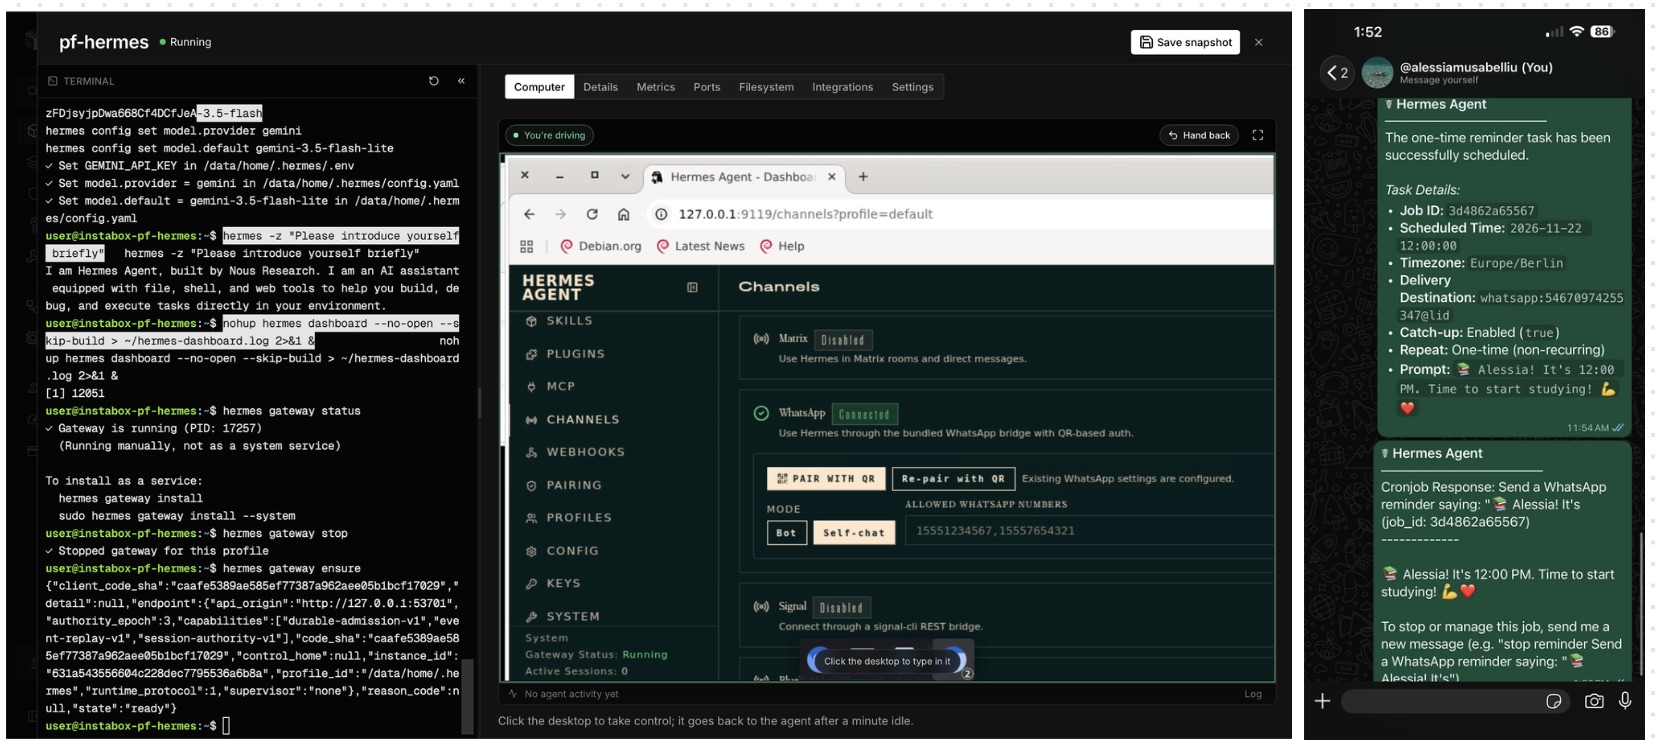 pf-hermes
Running
Save snapshot
TERMINAL
zFDjsyjpDwa668Cf4DCfJeA-3.5-flash
hermes config set model.provider gemini
hermes config set model.default gemini-3.5-flash-lite
✓ Set GEMINI_API_KEY in /data/home/.hermes/.env
✓ Set model.provider = gemini in /data/home/.hermes/config.yaml
✓ Set model.default = gemini-3.5-flash-lite in /data/home/.herm
es/config.yaml
user@instabox-pf-hermes:~$ hermes -z "Please introduce yourself
briefly" hermes -z "Please introduce yourself briefly"
I am Hermes Agent, built by Nous Research. I am an AI assistant
equipped with file, shell, and web tools to help you build, de
bug, and execute tasks directly in your environment.
user@instabox-pf-hermes:~$ nohup hermes dashboard --no-open --s
kip-build > ~/hermes-dashboard.log 2>&1 & noh
up hermes dashboard --no-open --skip-build > ~/hermes-dashboard
.log 2>&1 &
[1] 12051
user@instabox-pf-hermes:~$ hermes gateway status
✓ Gateway is running (PID: 17257)
(Running manually, not as a system service)
To install as a service:
hermes gateway install
sudo hermes gateway install --system
user@instabox-pf-hermes:~$ hermes gateway stop
✓ Stopped gateway for this profile
user@instabox-pf-hermes:~$ hermes gateway ensure
{"client_code_sha":"caafe5389ae585ef77387a962aee05b1bcf17029","
detail":null,"endpoint":{"api_origin":"http://127.0.0.1:53701",
"authority_epoch":3,"capabilities":["durable-admission-v1","eve
nt-replay-v1","session-authority-v1"],"code_sha":"caafe5389ae58
5ef77387a962aee05b1bcf17029","control_home":null,"instance_id":
"631a543556604c228dec7795536a6b8a","profile_id":"/data/home/.he
rmes","runtime_protocol":1,"supervisor":"none"},"reason_code":n
ull,"state":"ready"}
user@instabox-pf-hermes:~$
Computer
Details
Metrics
Ports
Filesystem
Integrations
Settings
You're driving
Hand back
Hermes Agent - Dashboa
127.0.0.1:9119/channels?profile=default
Debian.org
Latest News
Help
HERMES
AGENT
SKILLS
PLUGINS
MCP
CHANNELS
WEBHOOKS
PAIRING
PROFILES
CONFIG
KEYS
SYSTEM
System
Gateway Status: Running
Active Sessions: 0
Channels
Matrix Disabled
Use Hermes in Matrix rooms and direct messages.
WhatsApp Connected
Use Hermes through the bundled WhatsApp bridge with QR-based auth.
PAIR WITH QR Re-pair with QR Existing WhatsApp settings are configured.
MODE
Bot Self-chat
ALLOWED WHATSAPP NUMBERS
15551234567,15557654321
Signal Disabled
Connect through a signal-cli REST bridge.
Click the desktop to type in it
2
No agent activity yet
Log
Click the desktop to take control; it goes back to the agent after a minute idle.
1:52
86
2
@alessiamusabelliu (You)
Message yourself
Hermes Agent
The one-time reminder task has been
successfully scheduled.
Task Details:
• Job ID: 3d4862a65567
• Scheduled Time: 2026-11-22
12:00:00
• Timezone: Europe/Berlin
• Delivery
Destination: whatsapp:54670974255
347@lid
• Catch-up: Enabled (true)
• Repeat: One-time (non-recurring)
• Prompt: 📚 Alessia! It's 12:00
PM. Time to start studying! 💪
❤️
11:54 AM
Hermes Agent
Cronjob Response: Send a WhatsApp
reminder saying: "📚 Alessia! It's
(job_id: 3d4862a65567)
-------------
📚 Alessia! It's 12:00 PM. Time to start
studying! 💪❤️
To stop or manage this job, send me a
new message (e.g. "stop reminder Send
a WhatsApp reminder saying: "📚
Alessia! It's")